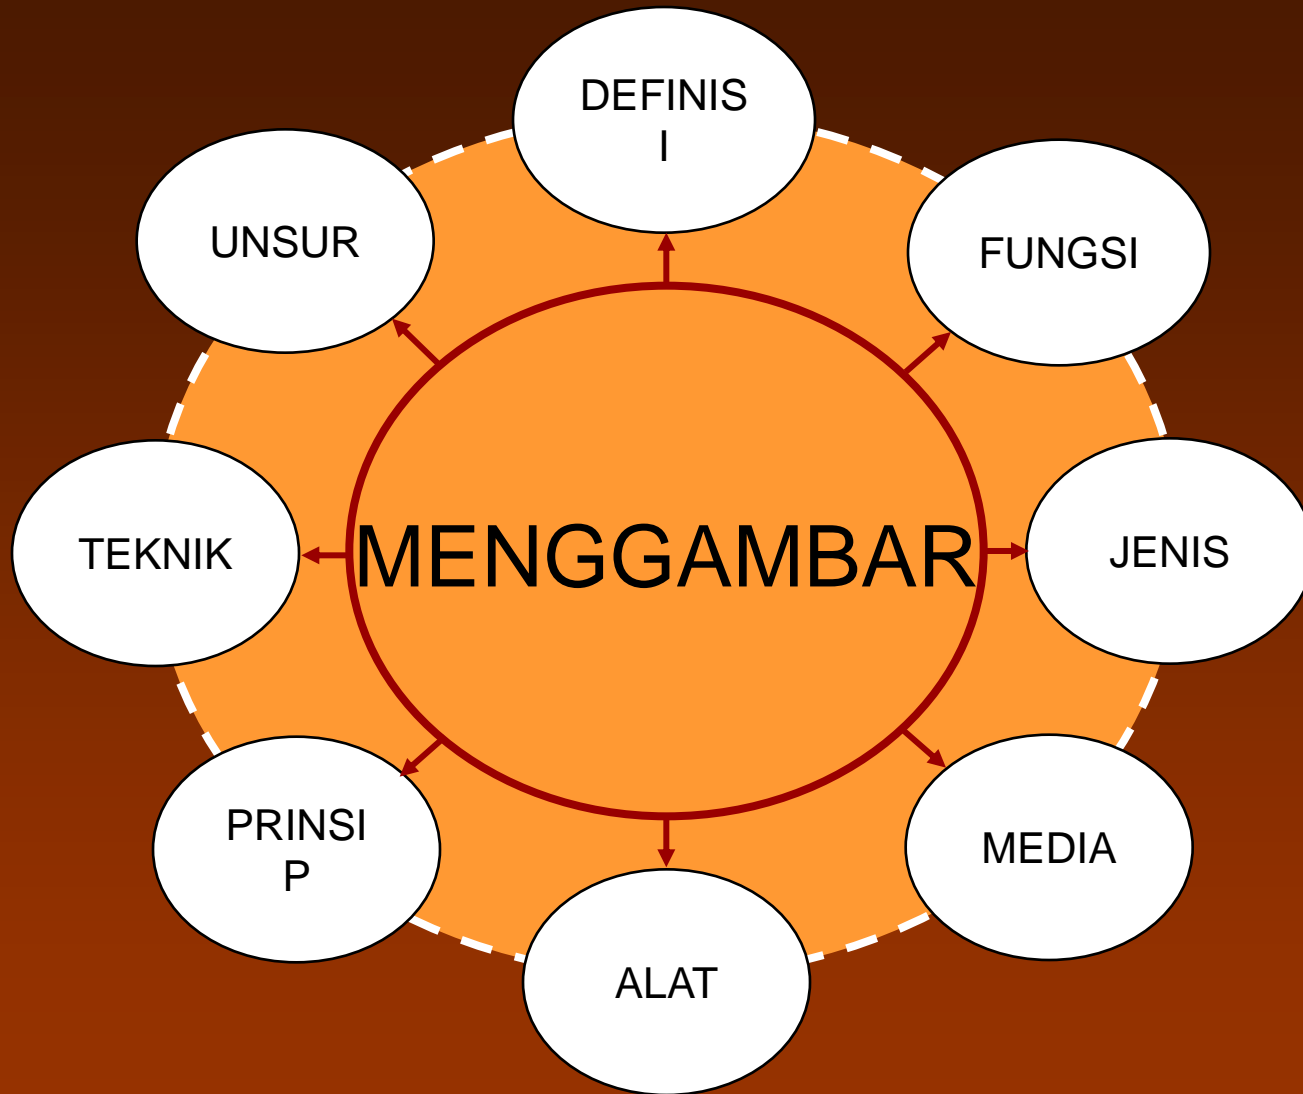 DEFINIS
I
UNSUR
FUNGSI
TEKNIK
MENGGAMBAR
JENIS
PRINSI
P
MEDIA
ALAT